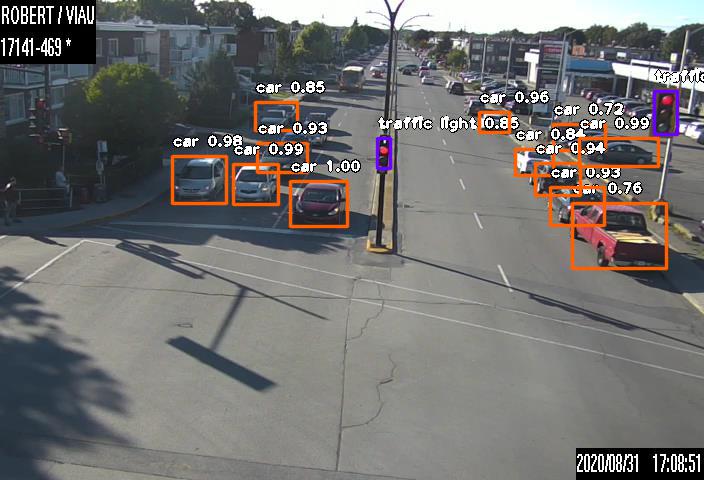 ROBERT / VIAU
17141-469 *
traffic
car 0.85
car 0.96
car 0.72
car 0.93
traffic light 0.85
car 0.99
car 0.84
car 0.98
car 0.99
car 0.94
car 1.00
car 0.93
car 0.76
2020/08/31 17:08:51